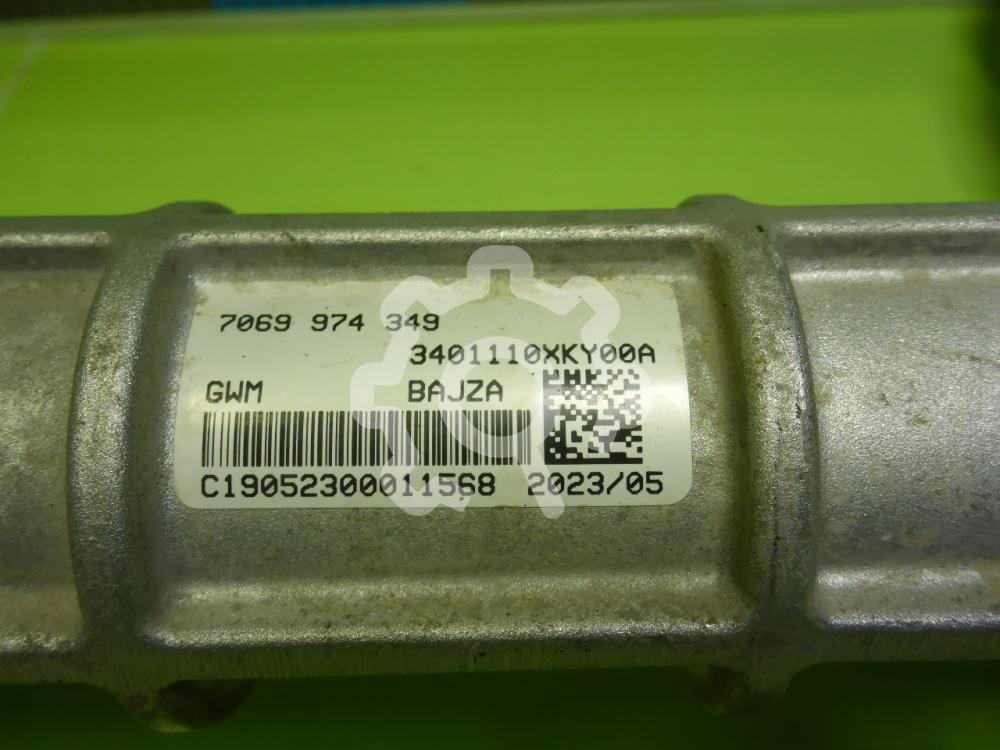 7069 974 349
3401110XKY00A
GWM BAJZA
C19052300011568 2023/05